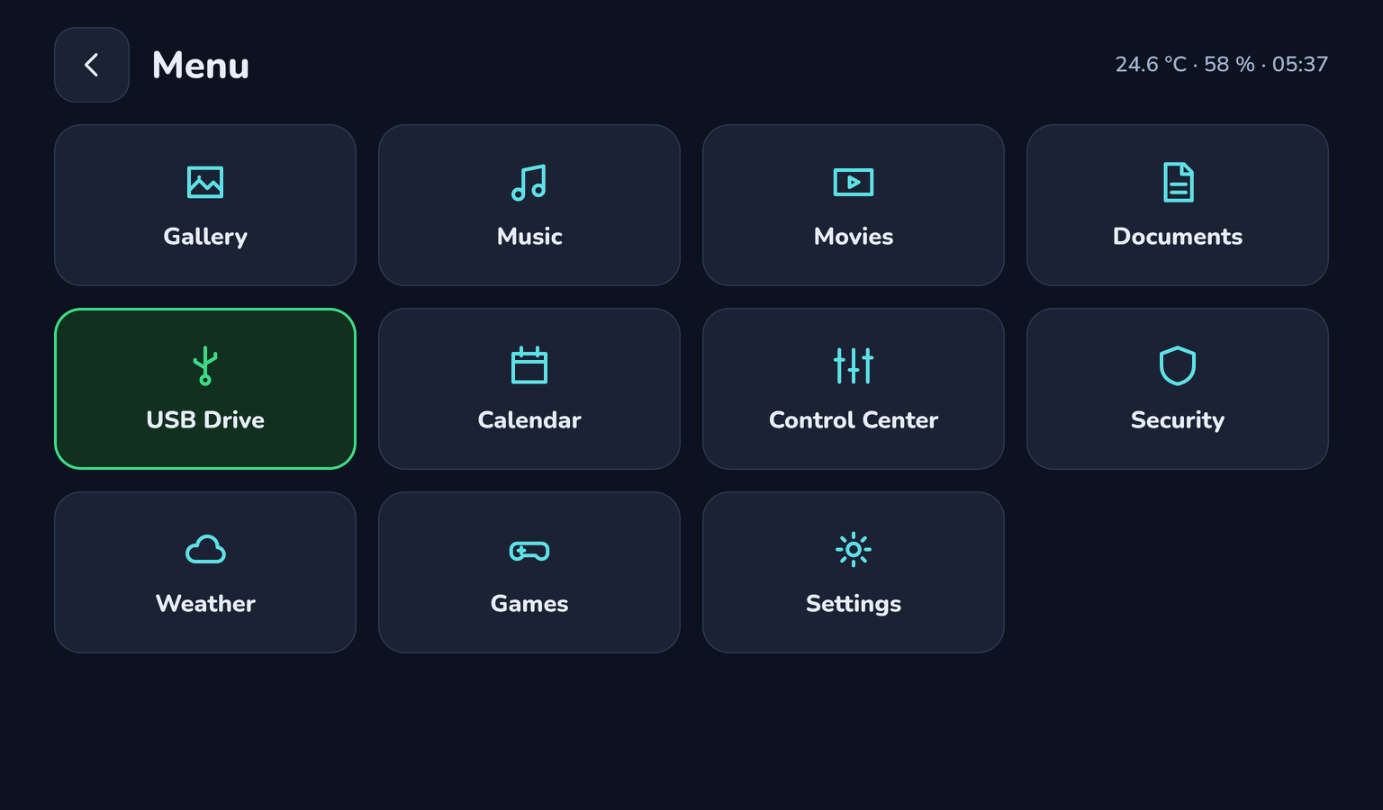 Menu
24.6 °C · 58 % · 05:37
Gallery
Music
Movies
Documents
USB Drive
Calendar
Control Center
Security
Weather
Games
Settings